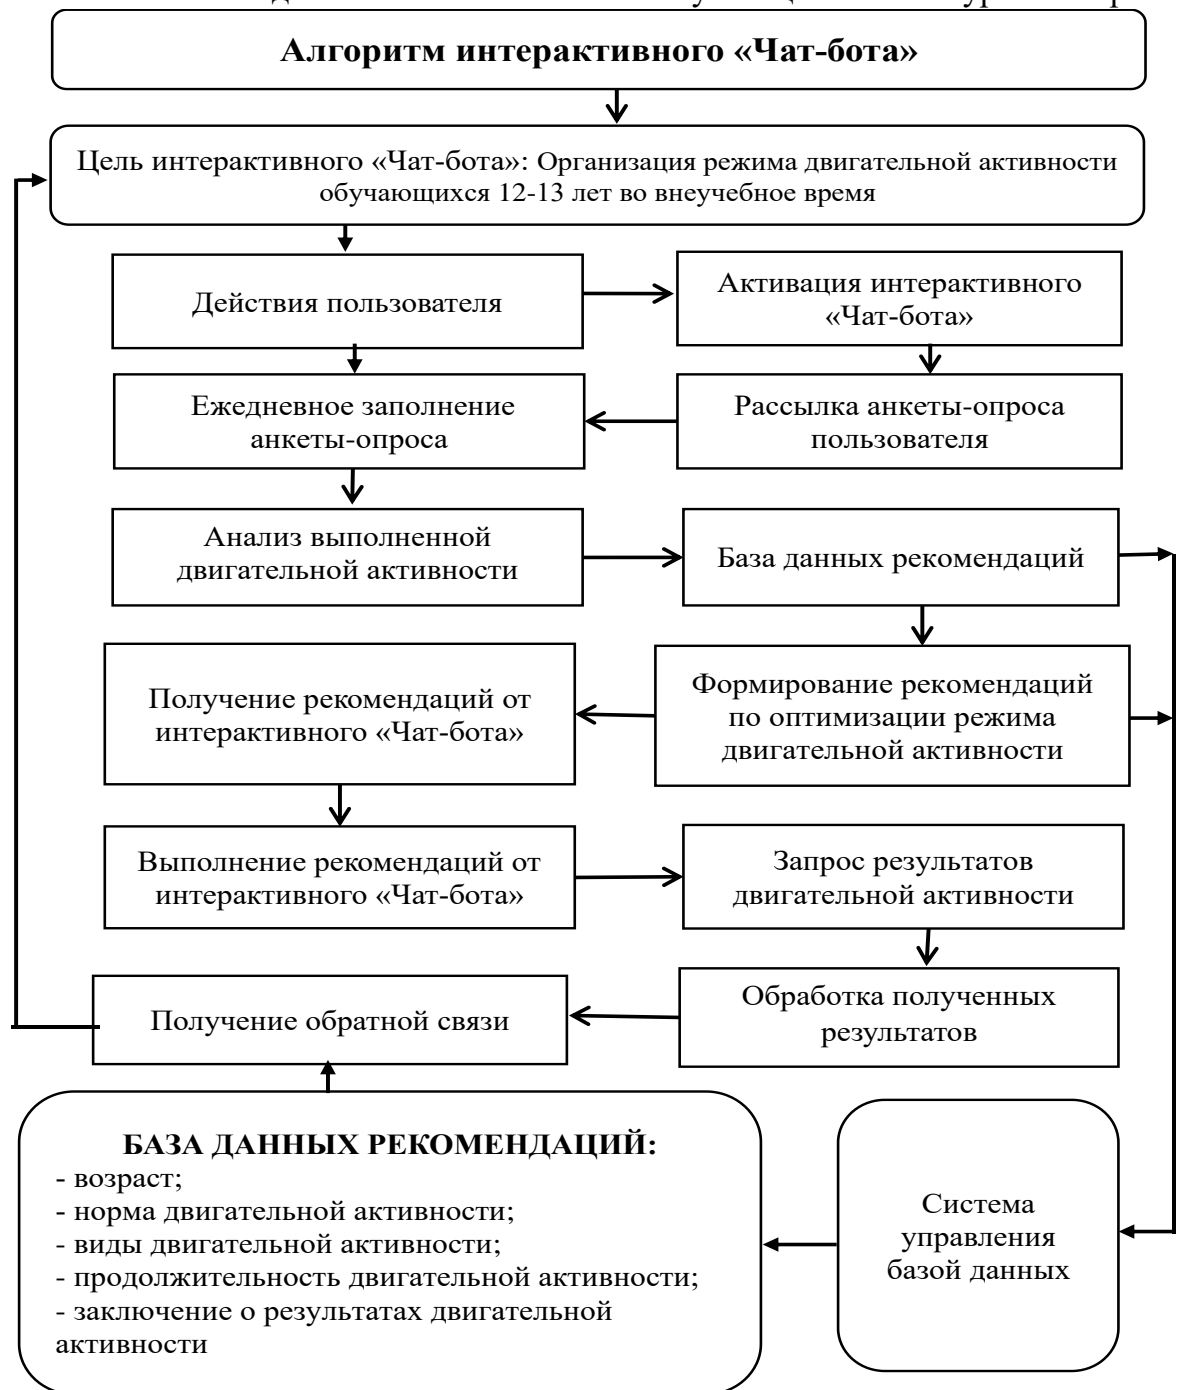 Алгоритм интерактивного «Чат-бота»
Цель интерактивного «Чат-бота»: Организация режима двигательной активности
обучающихся 12-13 лет во внеучебное время
Действия пользователя
Активация интерактивного
«Чат-бота»
Ежедневное заполнение
анкеты-опроса
Рассылка анкеты-опроса
пользователя
Анализ выполненной
двигательной активности
База данных рекомендаций
Получение рекомендаций от
интерактивного «Чат-бота»
Формирование рекомендаций
по оптимизации режима
двигательной активности
Выполнение рекомендаций от
интерактивного «Чат-бота»
Запрос результатов
двигательной активности
Получение обратной связи
Обработка полученных
результатов
БАЗА ДАННЫХ РЕКОМЕНДАЦИЙ:
- возраст;
- норма двигательной активности;
- виды двигательной активности;
- продолжительность двигательной активности;
- заключение о результатах двигательной
активности
Система
управления
базой данных